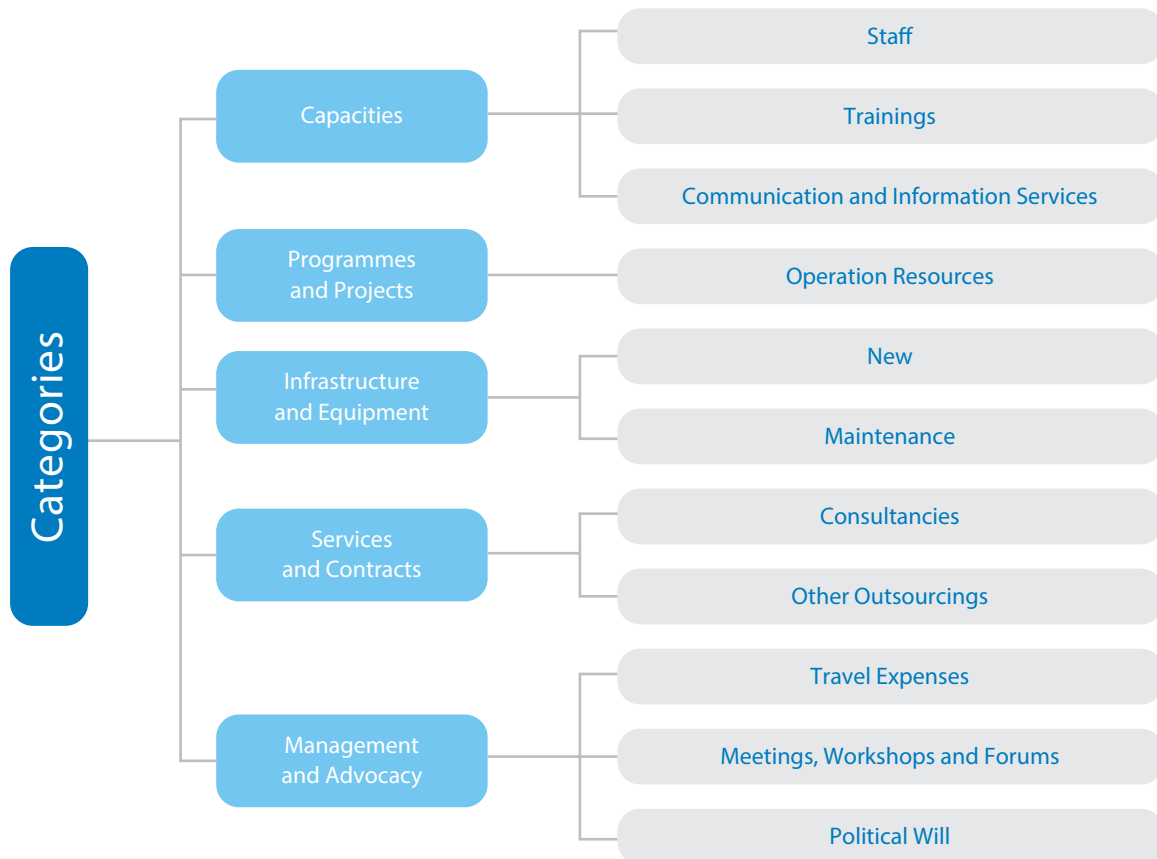 Categories
Capacities
Staff
Trainings
Communication and Information Services
Programmes
and Projects
Operation Resources
Infrastructure
and Equipment
New
Maintenance
Services
and Contracts
Consultancies
Other Outsourcings
Management
and Advocacy
Travel Expenses
Meetings, Workshops and Forums
Political Will